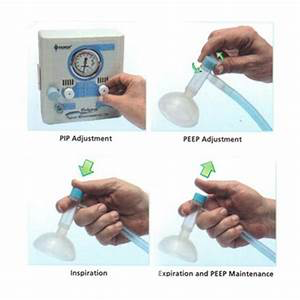 PIP Adjustment
PEEP Adjustment
Inspiration
Expiration and PEEP Maintenance